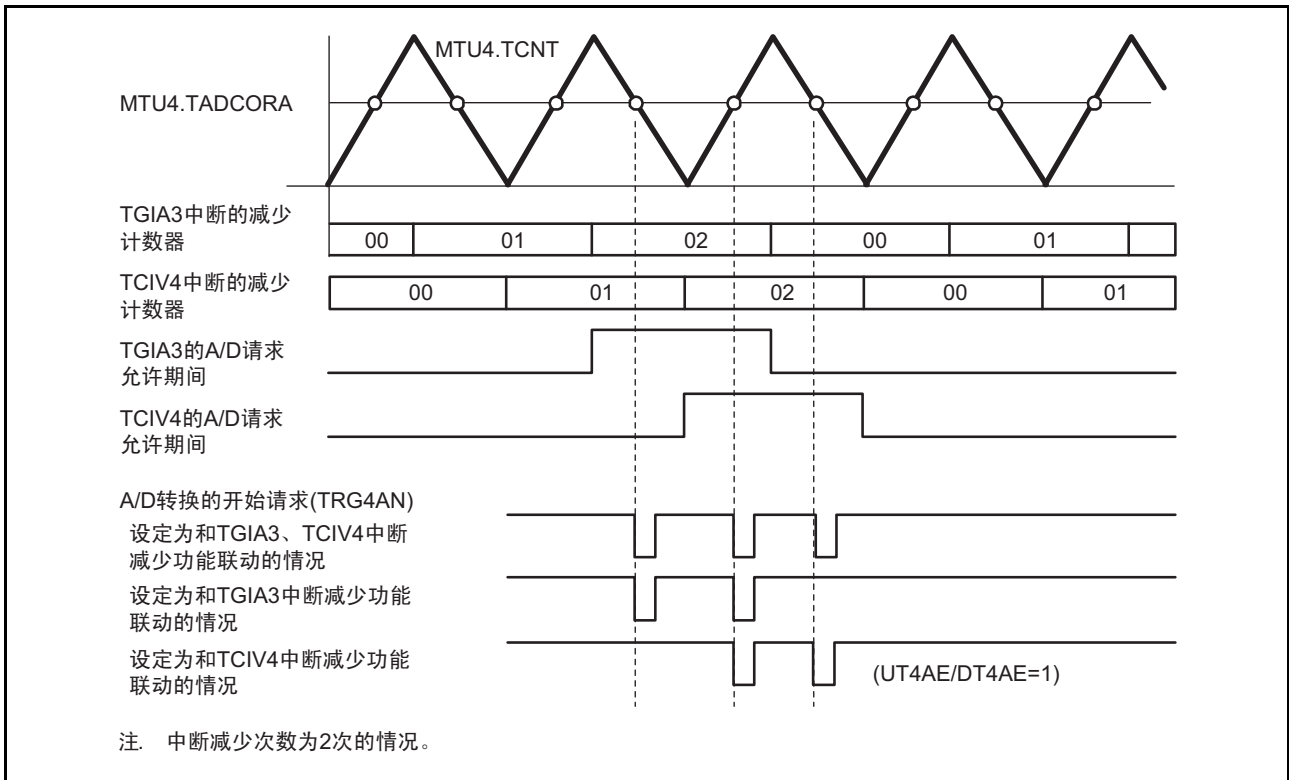 MTU4.TCNT
MTU4.TADCORA
TGIA3中断的减少
计数器
00 01 02 00 01
TCIV4中断的减少
计数器
00 01 02 00 01
TGIA3的A/D请求
允许期间
TCIV4的A/D请求
允许期间
A/D转换的开始请求(TRG4AN)
设定为和TGIA3、TCIV4中断
减少功能联动的情况
设定为和TGIA3中断减少功能
联动的情况
设定为和TCIV4中断减少功能
联动的情况
(UT4AE/DT4AE=1)
注. 中断减少次数为2次的情况。